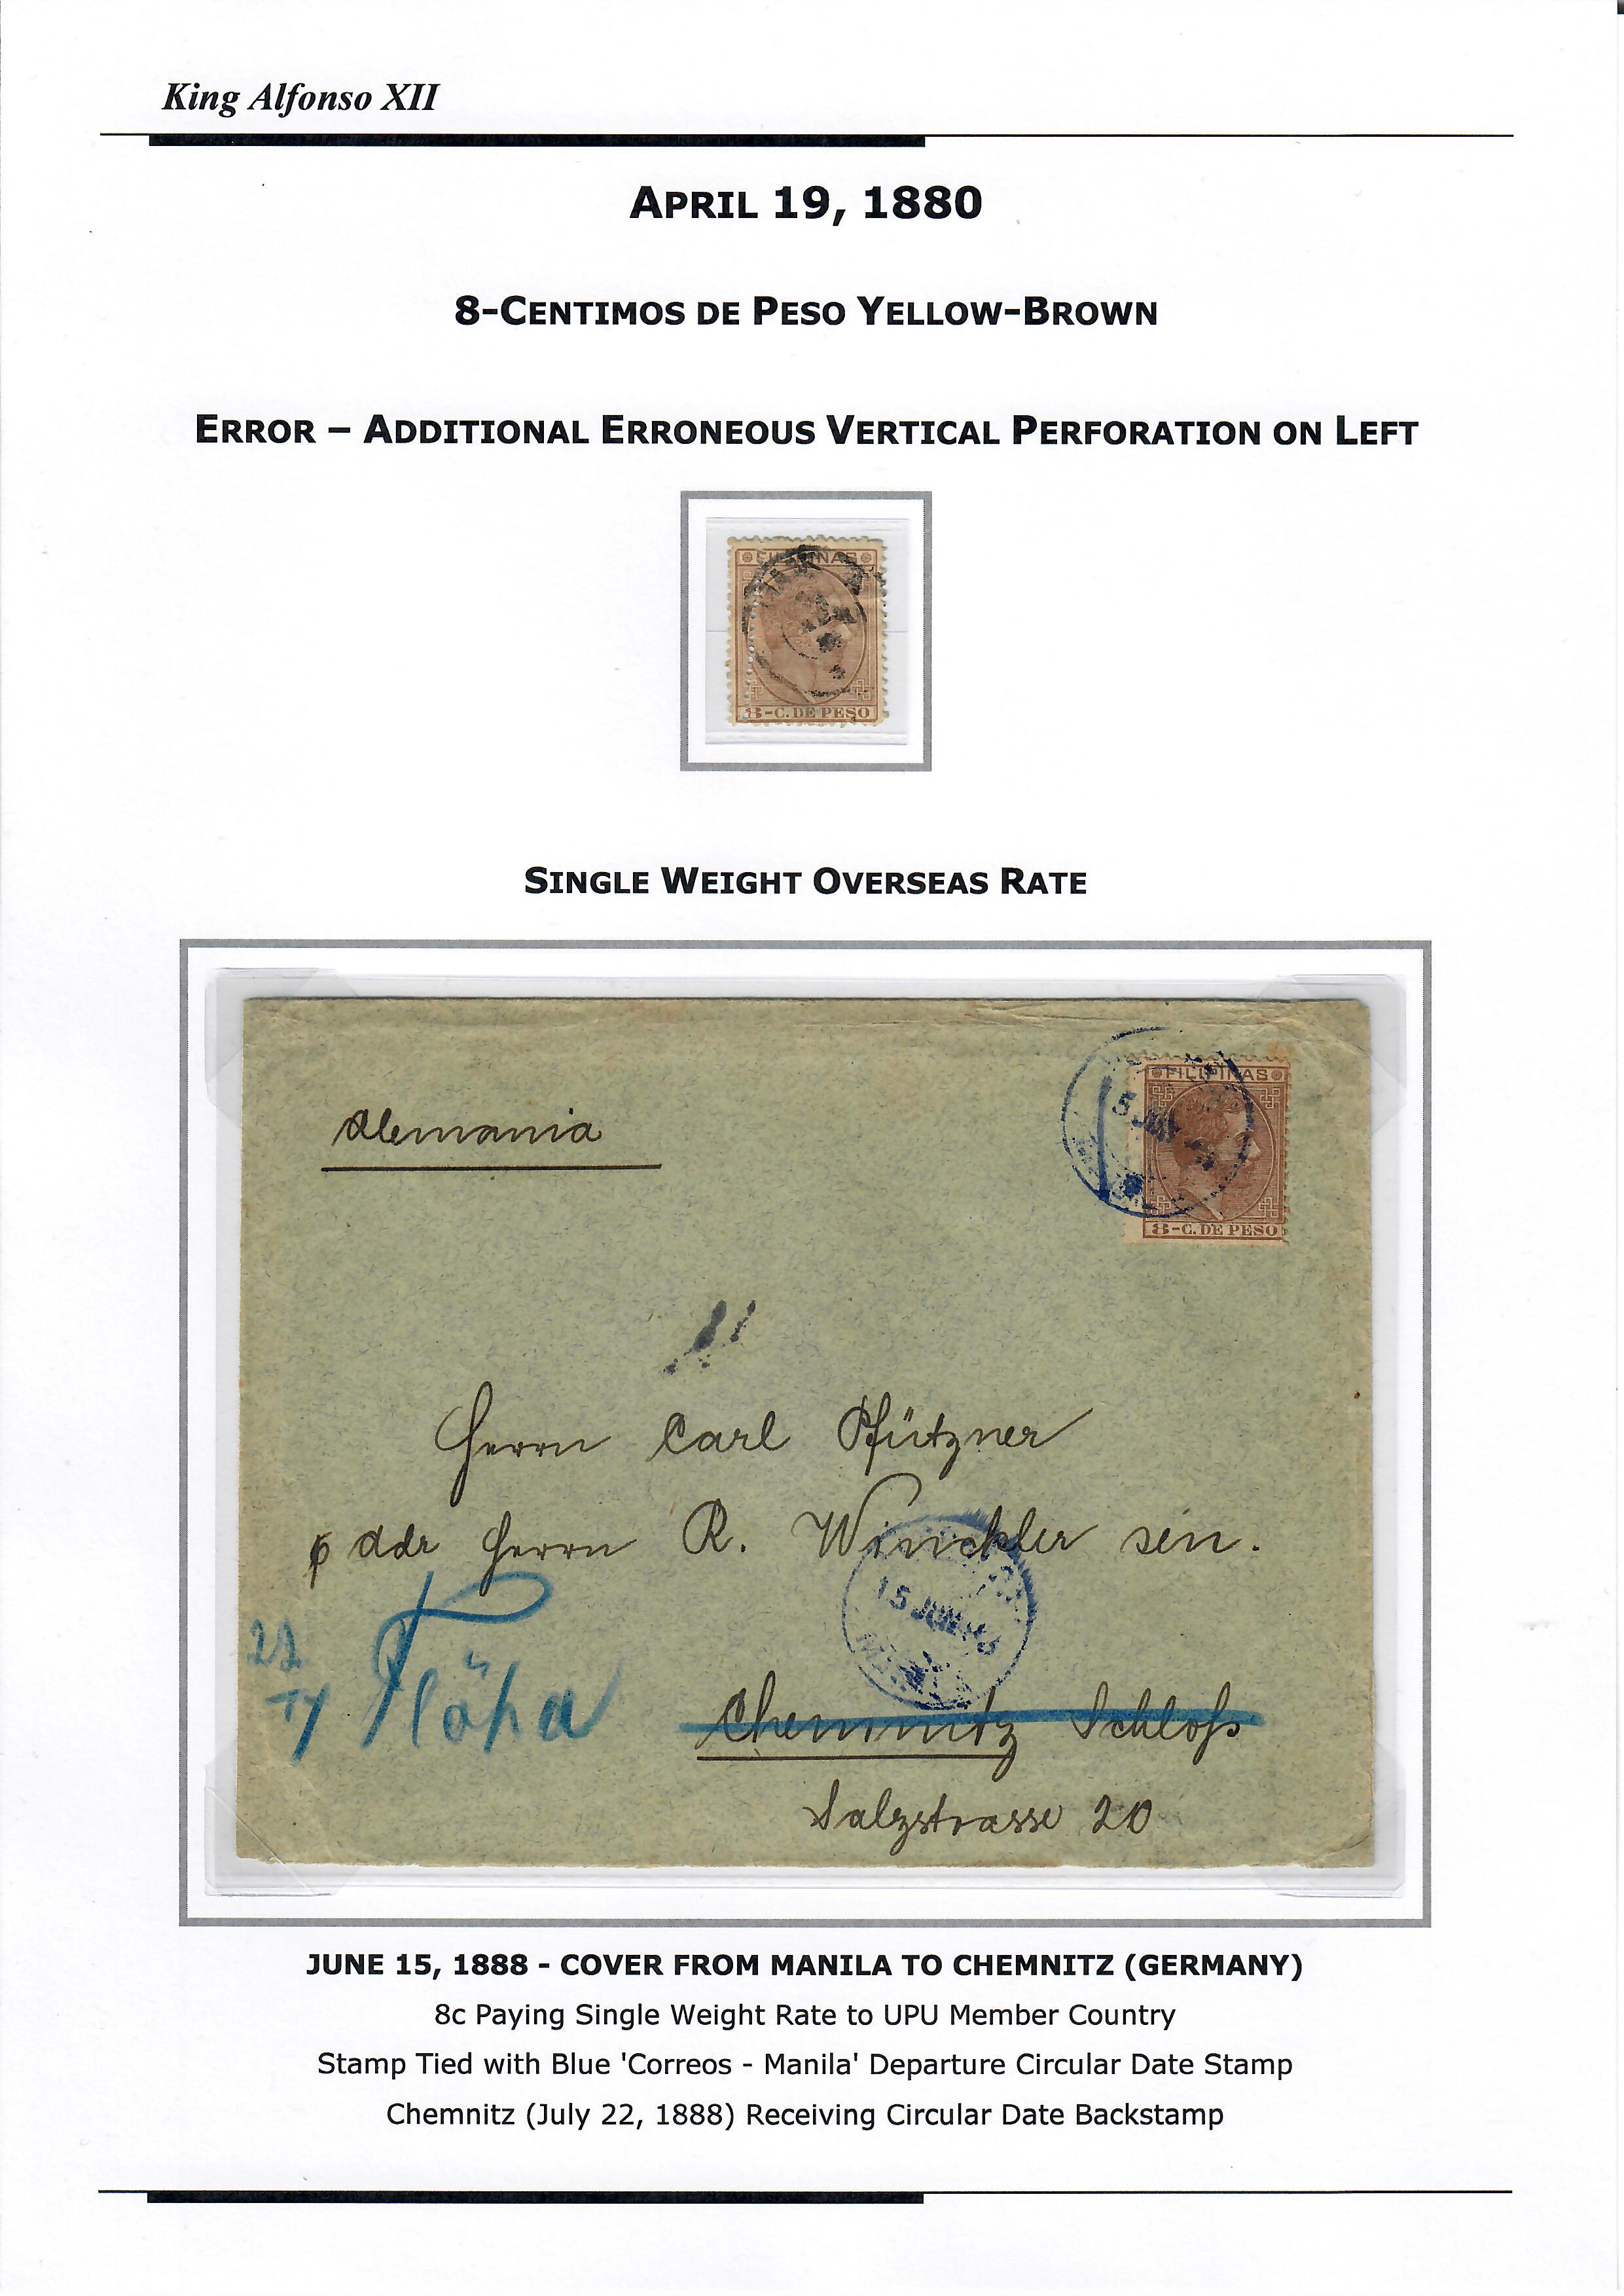 King Alfonso XII
APRIL 19, 1880
8-CENTIMOS DE PESO YELLOW-BROWN
ERROR – ADDITIONAL ERRONEOUS VERTICAL PERFORATION ON LEFT
FILIPINAS
8-C. DE PESO
SINGLE WEIGHT OVERSEAS RATE
FILIPINAS
8-C. DE PESO
Alemania
Herrn Carl Pfützner
Adr Herrn R. Winckler sen.
15 JUN
Flöha
Chemnitz Schloß
Salzstrasse 20
JUNE 15, 1888 - COVER FROM MANILA TO CHEMNITZ (GERMANY)
8c Paying Single Weight Rate to UPU Member Country
Stamp Tied with Blue 'Correos - Manila' Departure Circular Date Stamp
Chemnitz (July 22, 1888) Receiving Circular Date Backstamp